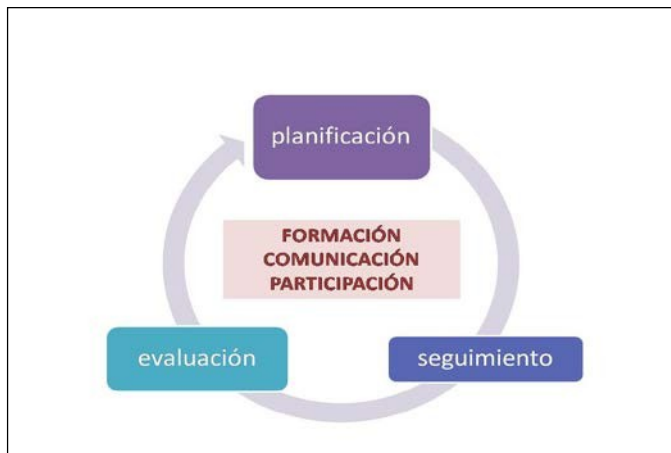 planificación
FORMACIÓN
COMUNICACIÓN
PARTICIPACIÓN
evaluación
seguimiento